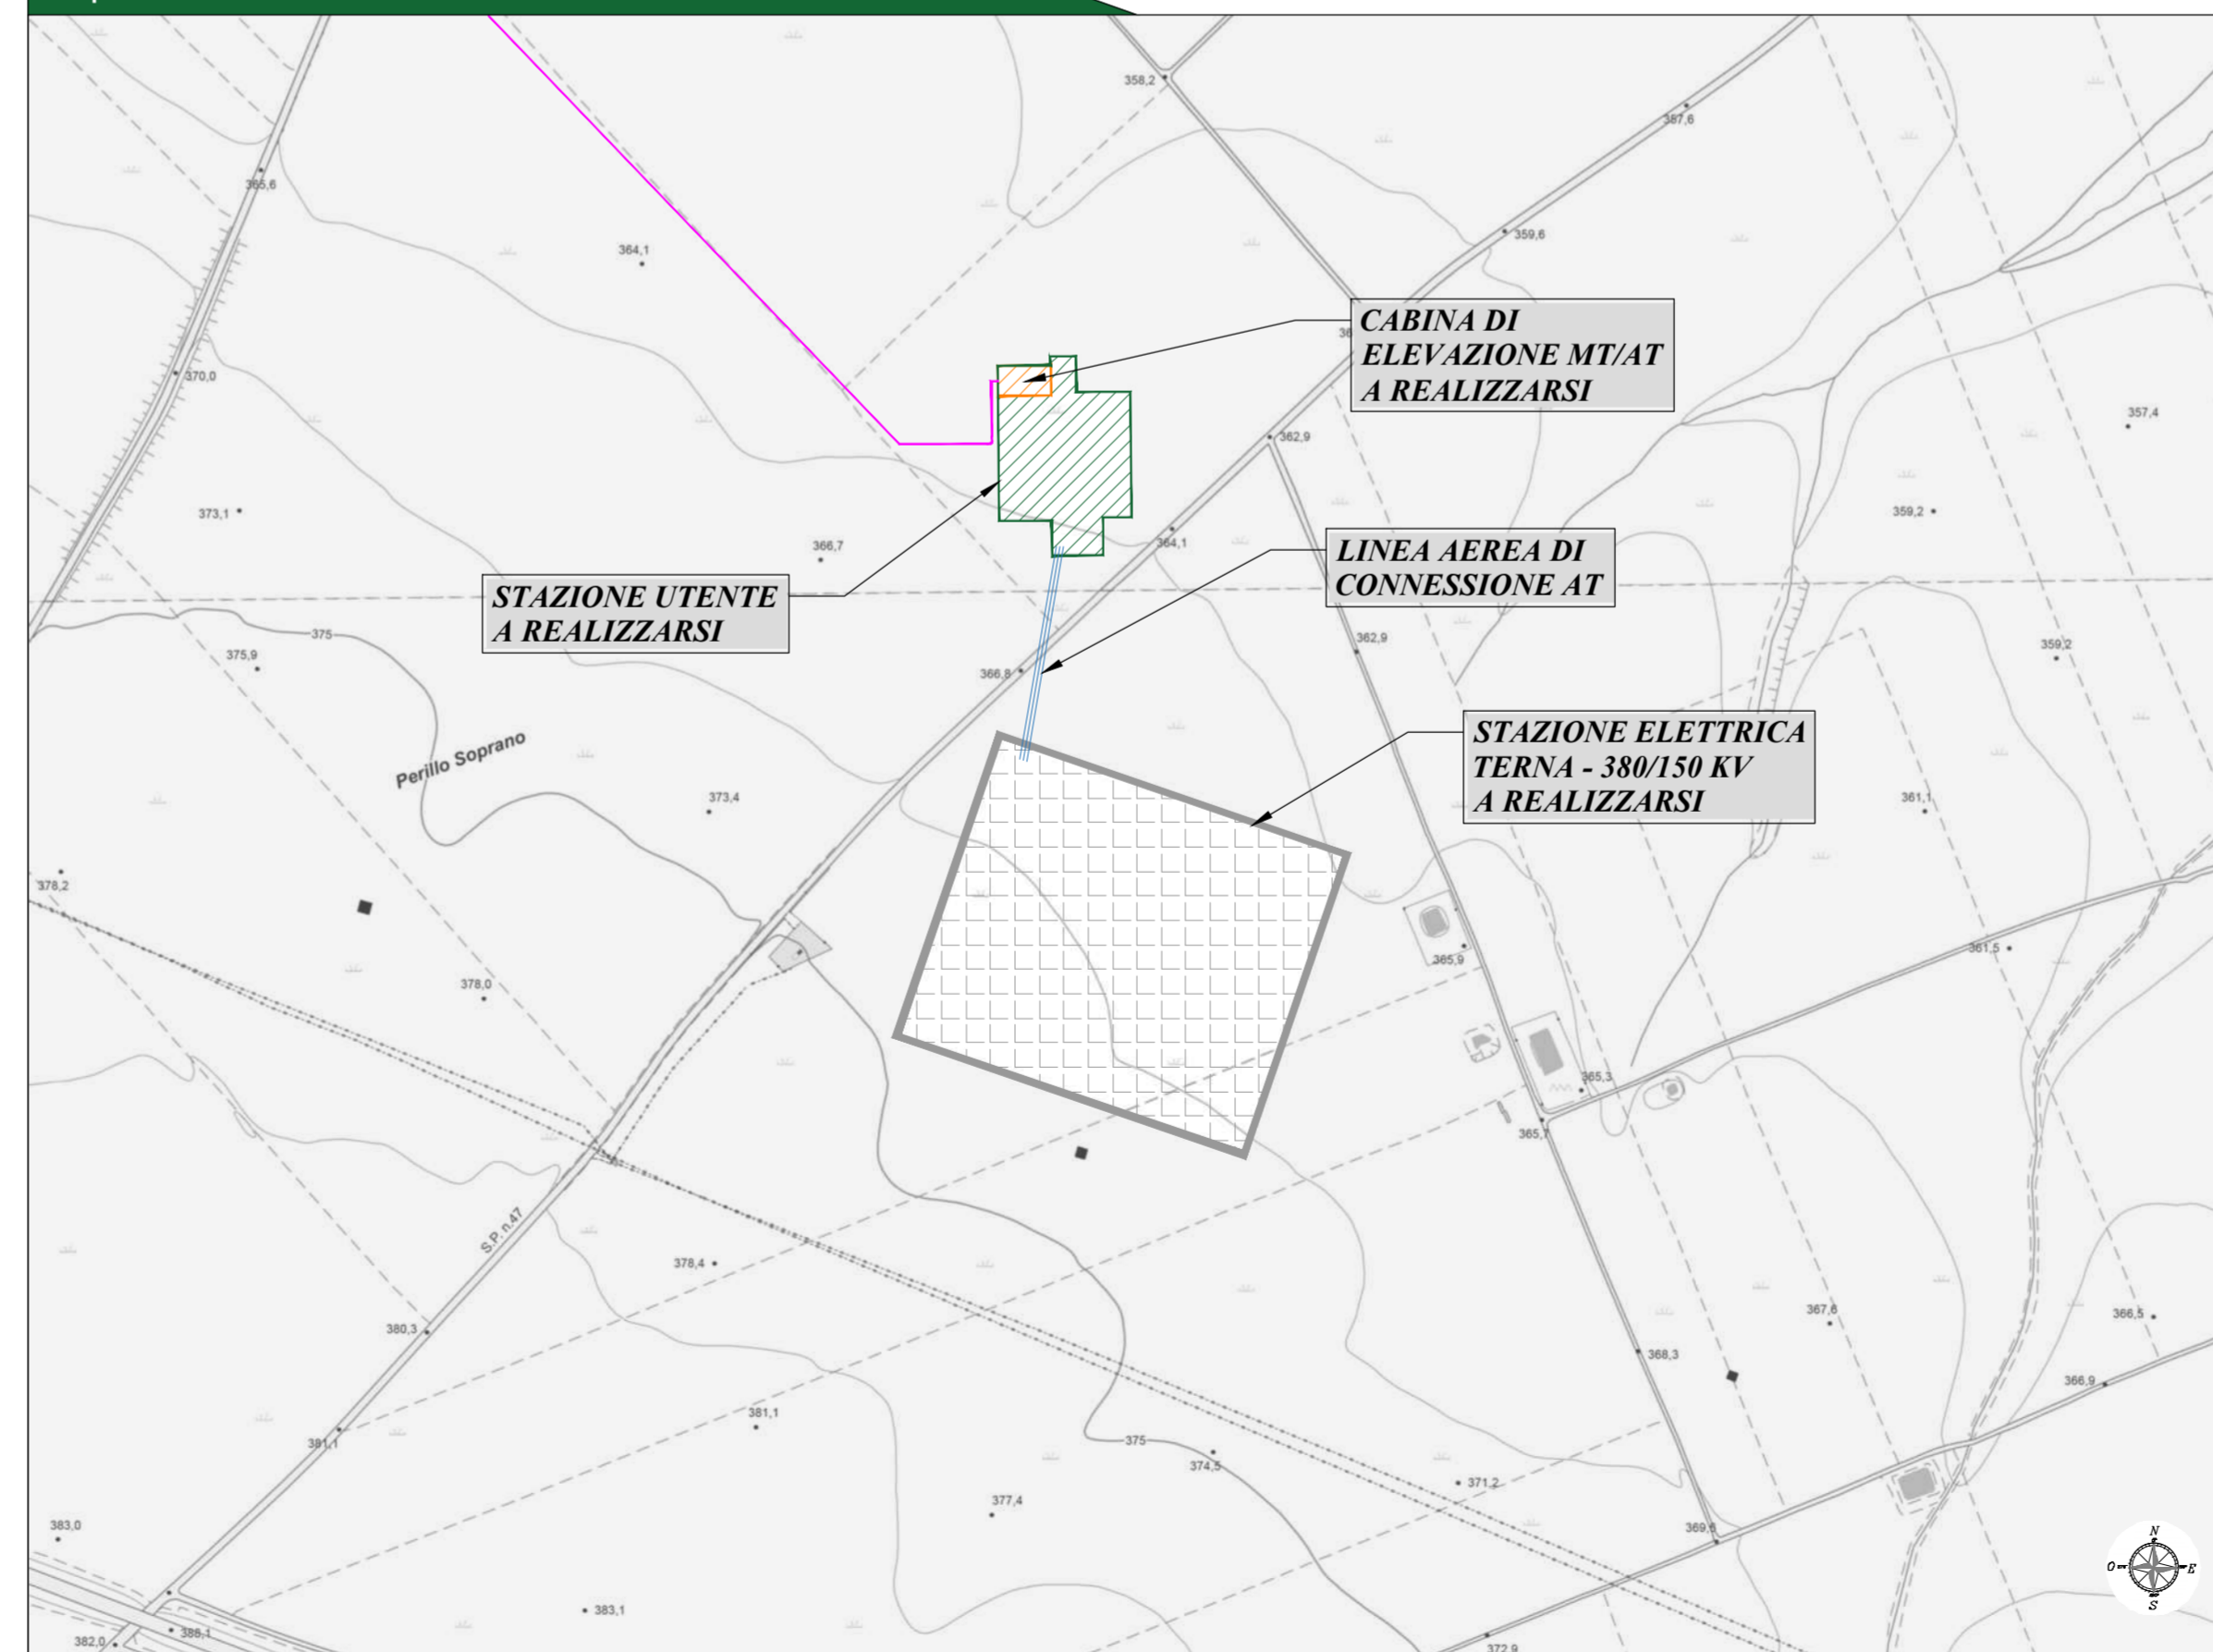 358,2
357,6
365,6
359,6
364,1
CABINA DI
ELEVAZIONE MT/AT
A REALIZZARSI
370,0
357,4
362,9
373,1
359,2
364,1
366,7
LINEA AEREA DI
CONNESSIONE AT
STAZIONE UTENTE
A REALIZZARSI
375
362,9
359,2
375,9
366,8
STAZIONE ELETTRICA
TERNA - 380/150 KV
A REALIZZARSI
Perillo Soprano
373,4
361,1
378,2
361,5
365,9
378,0
365,3
365,7
S.P. n.47
378,4
367,6
366,5
380,3
368,3
366,9
381,1
381,1
375
374,5
371,2
377,4
383,0
369,6
N
O
E
S
383,1
382,0
372,9